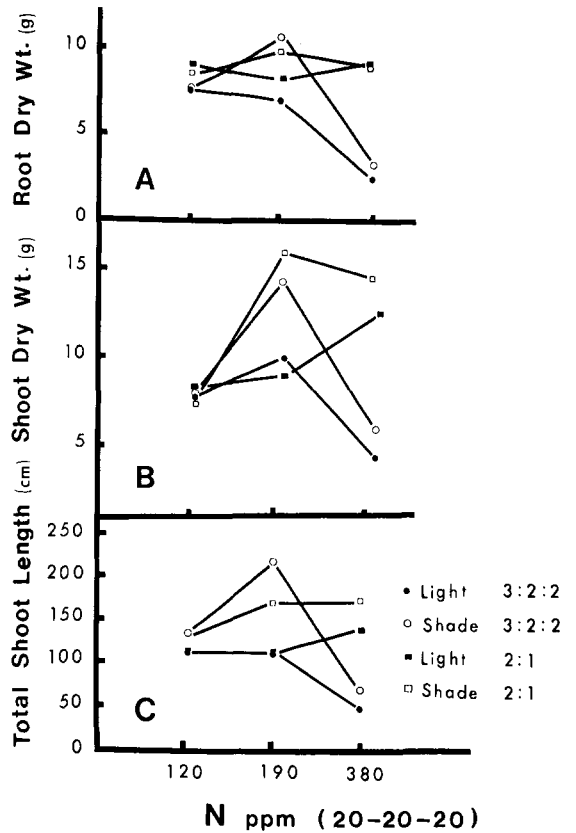 Root Dry Wt. (g)
10
5
0
A
Shoot Dry Wt. (g)
15
10
5
B
Total Shoot Length (cm)
250
200
150
100
50
0
C
Light 3:2:2
Shade 3:2:2
Light 2:1
Shade 2:1
120 190 380
N ppm (20-20-20)